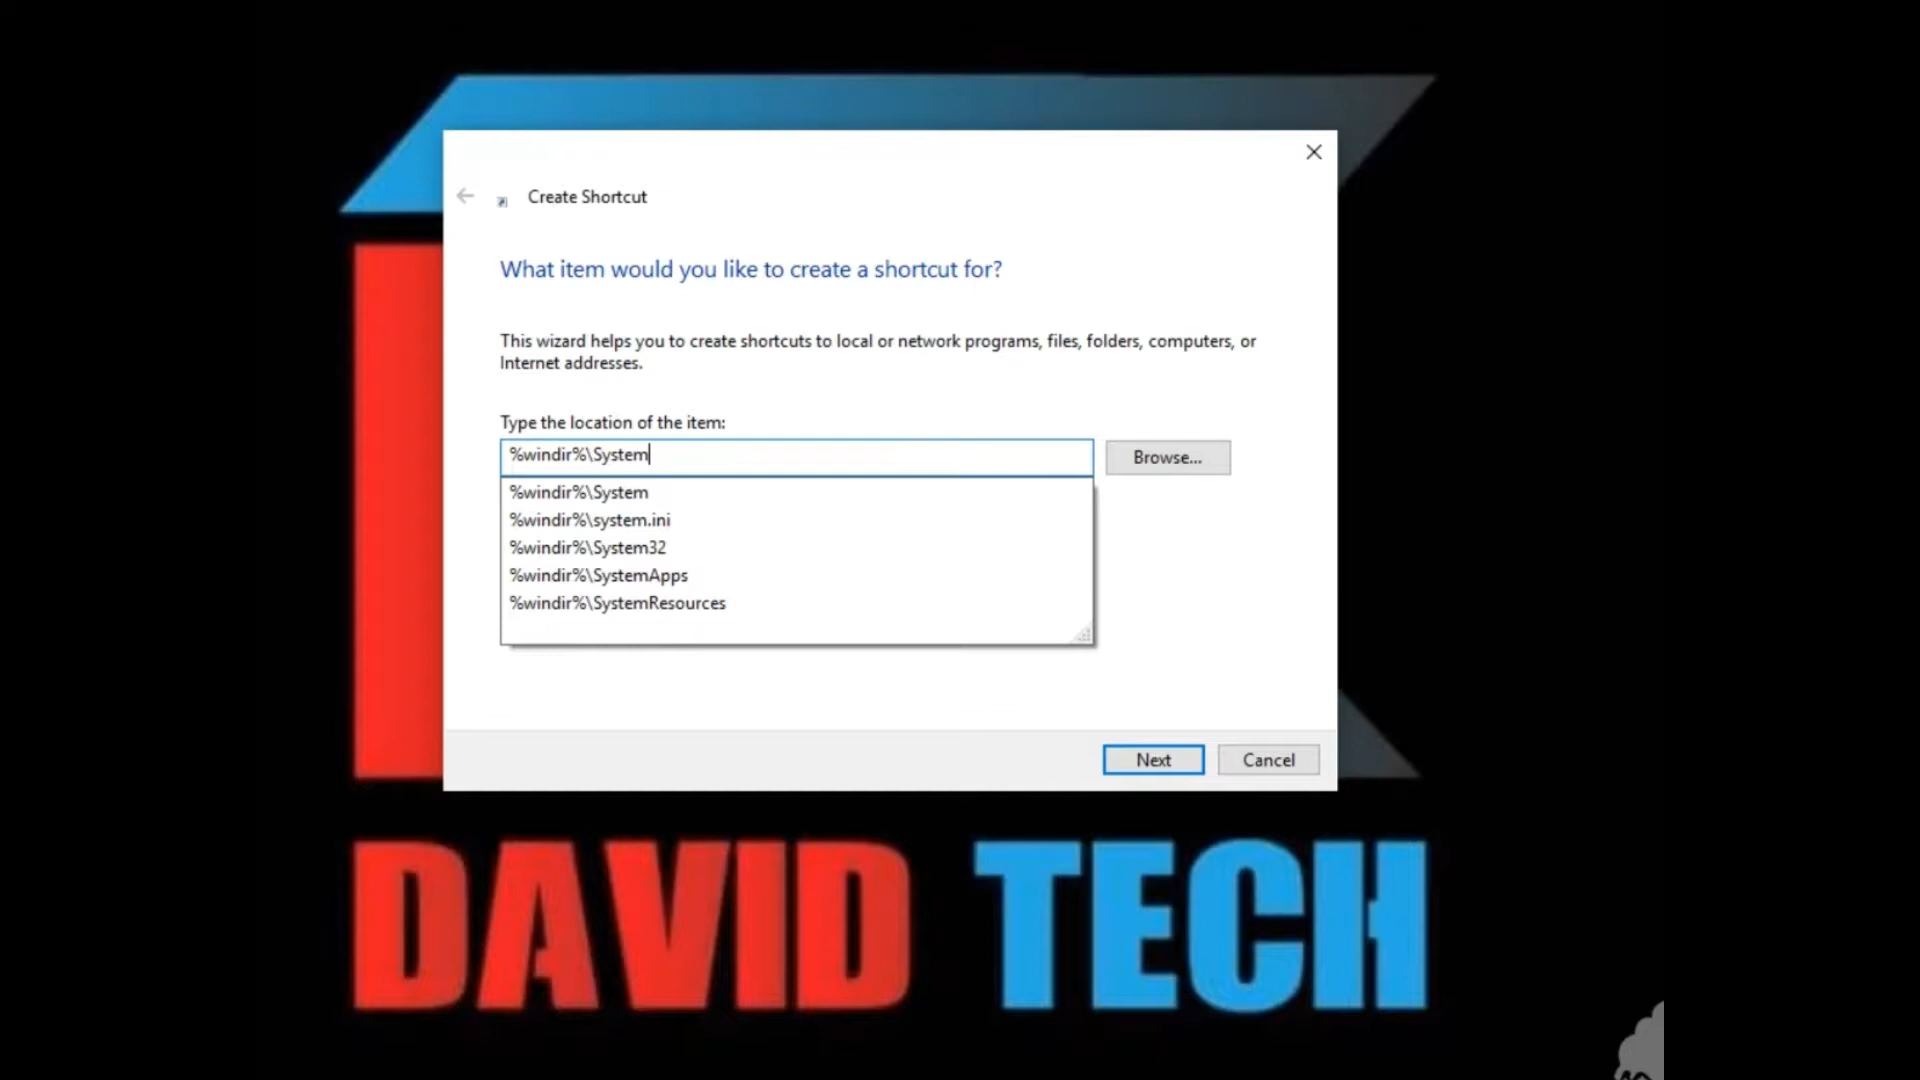 Create Shortcut
What item would you like to create a shortcut for?
This wizard helps you to create shortcuts to local or network programs, files, folders, computers, or
Internet addresses.
Type the location of the item:
%windir%\System
Browse...
%windir%\System
%windir%\system.ini
%windir%\System32
%windir%\SystemApps
%windir%\SystemResources
Next
Cancel
DAVID TECH